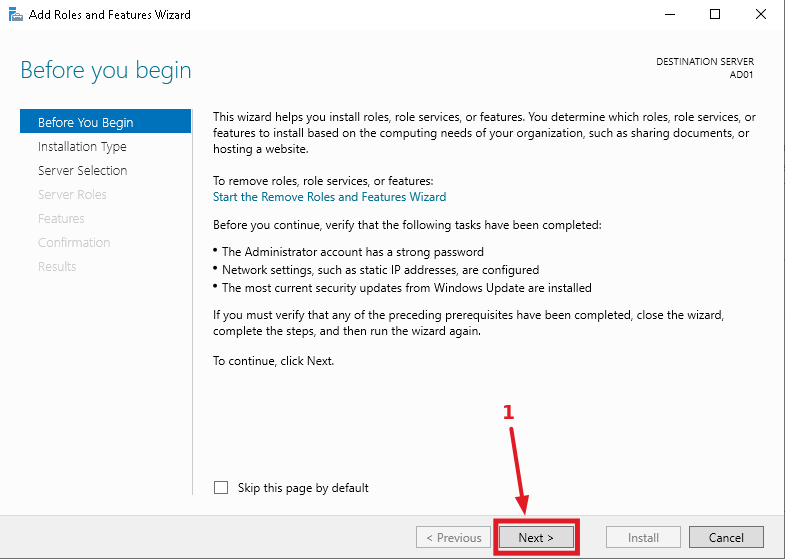 Add Roles and Features Wizard
Before you begin
DESTINATION SERVER
AD01
Before You Begin
Installation Type
Server Selection
Server Roles
Features
Confirmation
Results
This wizard helps you install roles, role services, or features. You determine which roles, role services, or
features to install based on the computing needs of your organization, such as sharing documents, or
hosting a website.
To remove roles, role services, or features:
Start the Remove Roles and Features Wizard
Before you continue, verify that the following tasks have been completed:
• The Administrator account has a strong password
• Network settings, such as static IP addresses, are configured
• The most current security updates from Windows Update are installed
If you must verify that any of the preceding prerequisites have been completed, close the wizard,
complete the steps, and then run the wizard again.
To continue, click Next.
1
Skip this page by default
< Previous
Next >
Install
Cancel